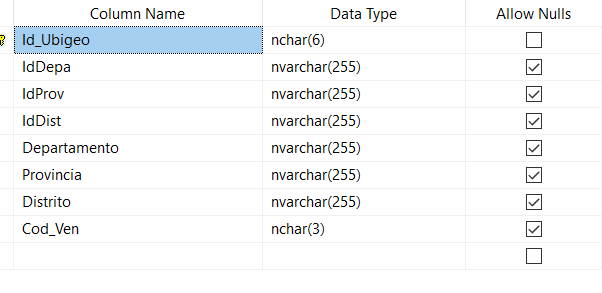 Column Name Data Type Allow Nulls
Id_Ubigeo nchar(6)
IdDepa nvarchar(255)
IdProv nvarchar(255)
IdDist nvarchar(255)
Departamento nvarchar(255)
Provincia nvarchar(255)
Distrito nvarchar(255)
Cod_Ven nchar(3)